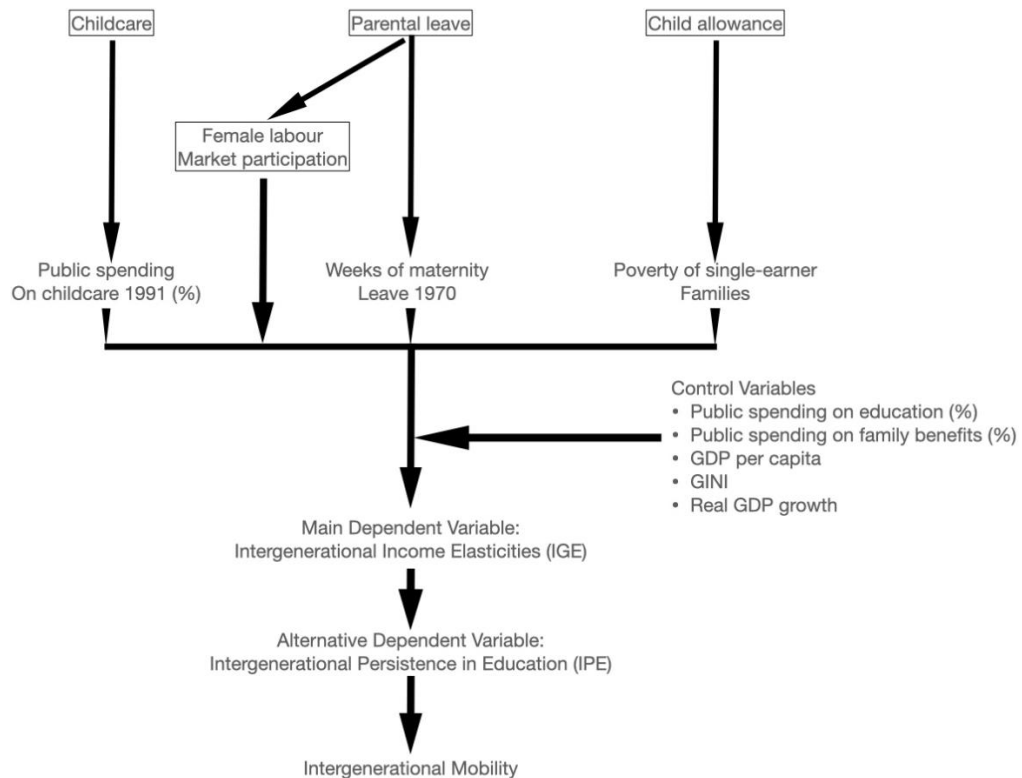 Childcare
Parental leave
Child allowance
Female labour
Market participation
Public spending
On childcare 1991 (%)
Weeks of maternity
Leave 1970
Poverty of single-earner
Families
Control Variables
• Public spending on education (%)
• Public spending on family benefits (%)
• GDP per capita
• GINI
• Real GDP growth
Main Dependent Variable:
Intergenerational Income Elasticities (IGE)
Alternative Dependent Variable:
Intergenerational Persistence in Education (IPE)
Intergenerational Mobility